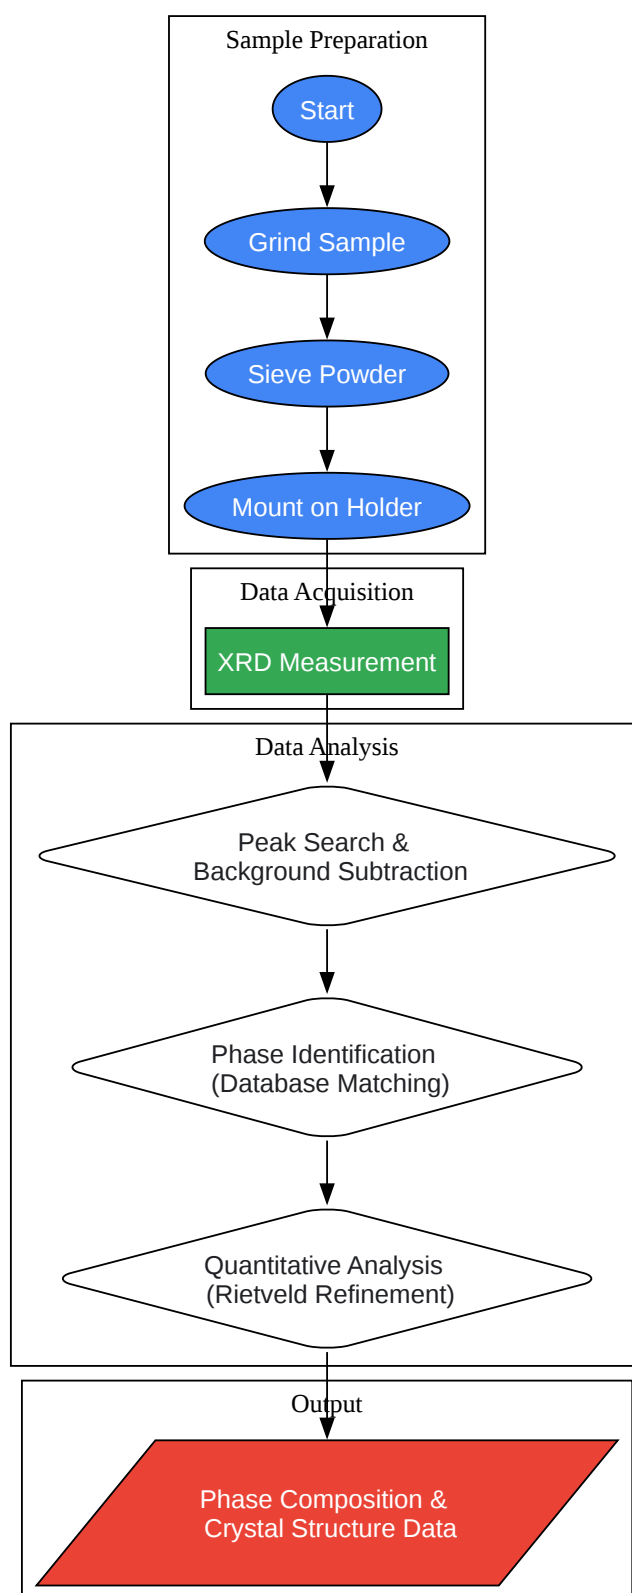 Sample Preparation
Start
Grind Sample
Sieve Powder
Mount on Holder
Data Acquisition
XRD Measurement
Data Analysis
Peak Search &
Background Subtraction
Phase Identification
(Database Matching)
Quantitative Analysis
(Rietveld Refinement)
Output
Phase Composition &
Crystal Structure Data